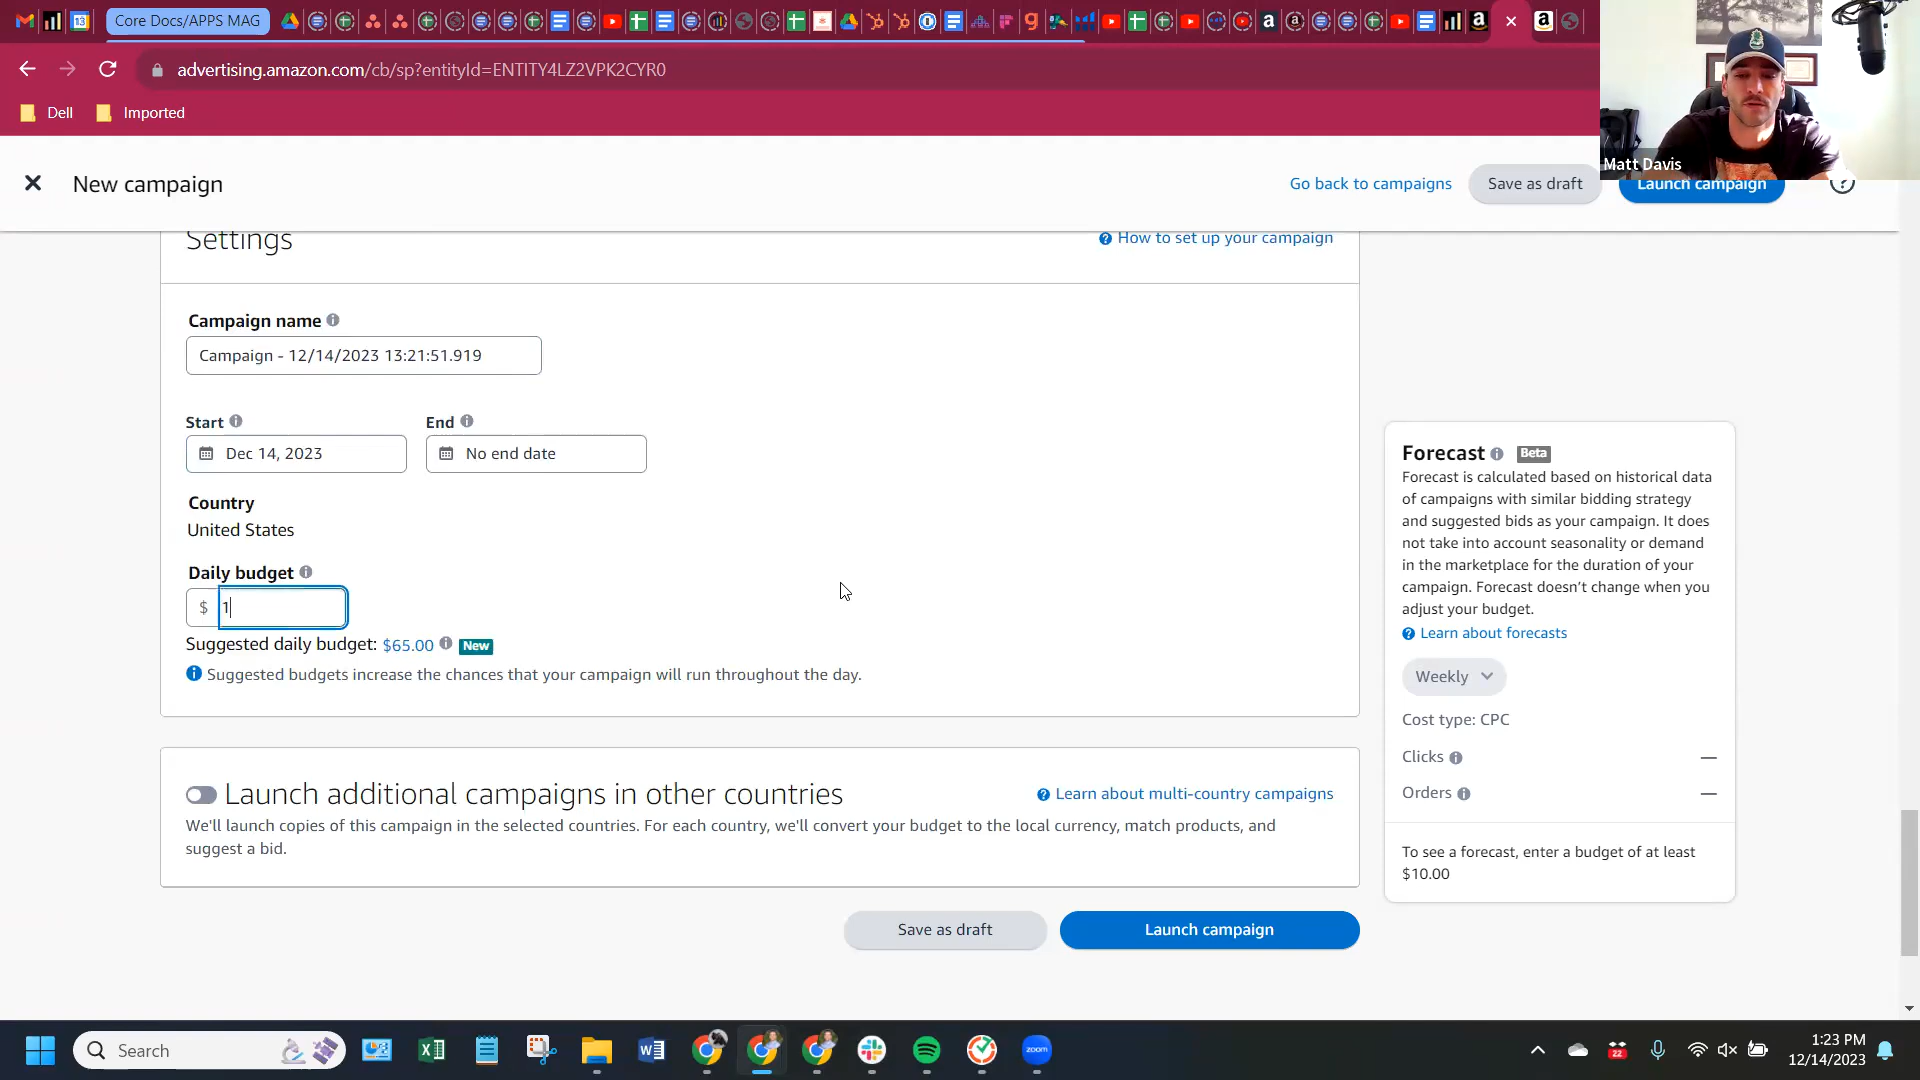 Core Docs/APPS MAG
advertising.amazon.com/cb/sp?entityId=ENTITY4LZ2VPK2CYR0
Dell
Imported
Matt Davis
New campaign
Go back to campaigns
Save as draft
Launch campaign
Settings
How to set up your campaign
Campaign name
Campaign - 12/14/2023 13:21:51.919
Start
End
Dec 14, 2023
No end date
Country
United States
Daily budget
$ 1
Suggested daily budget: $65.00 New
Suggested budgets increase the chances that your campaign will run throughout the day.
Forecast Beta
Forecast is calculated based on historical data
of campaigns with similar bidding strategy
and suggested bids as your campaign. It does
not take into account seasonality or demand
in the marketplace for the duration of your
campaign. Forecast doesn't change when you
adjust your budget.
Learn about forecasts
Weekly
Cost type: CPC
Clicks —
Orders —
To see a forecast, enter a budget of at least
$10.00
Launch additional campaigns in other countries
Learn about multi-country campaigns
We'll launch copies of this campaign in the selected countries. For each country, we'll convert your budget to the local currency, match products, and
suggest a bid.
Save as draft
Launch campaign
Search
zoom
22
1:23 PM
12/14/2023